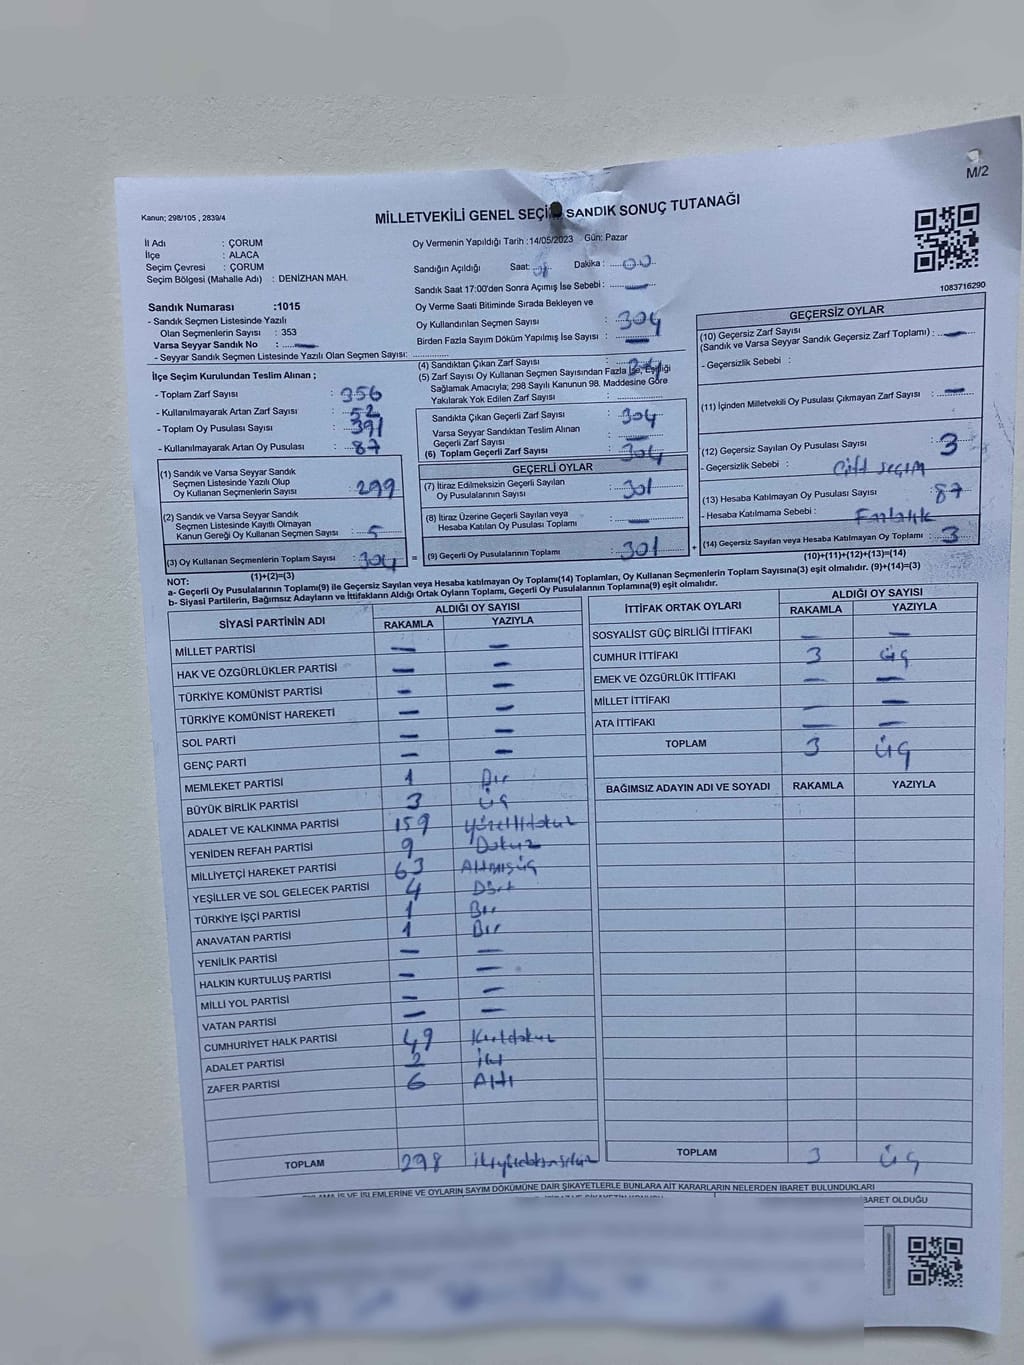 M/2
Kanun; 298/105 , 2839/4
MİLLETVEKİLİ GENEL SEÇİM SANDIK SONUÇ TUTANAĞI
İl Adı : ÇORUM
İlçe : ALACA
Seçim Çevresi : ÇORUM
Seçim Bölgesi (Mahalle Adı) : DENİZHAN MAH.
Oy Vermenin Yapıldığı Tarih :14/05/2023 Gün: Pazar
Sandığın Açıldığı Saat: Dakika : 00
Sandık Saat 17:00'den Sonra Açımış İse Sebebi : —
Oy Verme Saati Bitiminde Sırada Bekleyen ve
Oy Kullandırılan Seçmen Sayısı : 304
Birden Fazla Sayım Döküm Yapılmış İse Sayısı : —
1083716290
Sandık Numarası :1015
- Sandık Seçmen Listesinde Yazılı
Olan Seçmenlerin Sayısı : 353
Varsa Seyyar Sandık No : —
- Seyyar Sandık Seçmen Listesinde Yazılı Olan Seçmen Sayısı:
İlçe Seçim Kurulundan Teslim Alınan ;
- Toplam Zarf Sayısı : 356
- Kullanılmayarak Artan Zarf Sayısı : 52
- Toplam Oy Pusulası Sayısı : 391
- Kullanılmayarak Artan Oy Pusulası : 87
(1) Sandık ve Varsa Seyyar Sandık
Seçmen Listesinde Yazılı Olup
Oy Kullanan Seçmenlerin Sayısı : 299
(2) Sandık ve Varsa Seyyar Sandık
Seçmen Listesinde Kayıtlı Olmayan
Kanun Gereği Oy Kullanan Seçmen Sayısı : 5
(3) Oy Kullanan Seçmenlerin Toplam Sayısı : 304
(1)+(2)=(3)
(4) Sandıktan Çıkan Zarf Sayısı
(5) Zarf Sayısı Oy Kullanan Seçmen Sayısından Fazla İse, Eşitliği
Sağlamak Amacıyla; 298 Sayılı Kanunun 98. Maddesine Göre
Yakılarak Yok Edilen Zarf Sayısı :
Sandıkta Çıkan Geçerli Zarf Sayısı : 304
Varsa Seyyar Sandıktan Teslim Alınan
Geçerli Zarf Sayısı : —
(6) Toplam Geçerli Zarf Sayısı : 304
GEÇERLİ OYLAR
(7) İtiraz Edilmeksizin Geçerli Sayılan
Oy Pusulalarının Sayısı : 301
(8) İtiraz Üzerine Geçerli Sayılan veya
Hesaba Katılan Oy Pusulası Toplamı : —
= (9) Geçerli Oy Pusulalarının Toplamı : 301 +
GEÇERSİZ OYLAR
(10) Geçersiz Zarf Sayısı
(Sandık ve Varsa Seyyar Sandık Geçersiz Zarf Toplamı) : —
- Geçersizlik Sebebi :
(11) İçinden Milletvekili Oy Pusulası Çıkmayan Zarf Sayısı : —
(12) Geçersiz Sayılan Oy Pusulası Sayısı : 3
- Geçersizlik Sebebi : Çift seçim
(13) Hesaba Katılmayan Oy Pusulası Sayısı : 87
- Hesaba Katılmama Sebebi : Fazlalık
(14) Geçersiz Sayılan veya Hesaba Katılmayan Oy Toplamı : 3
(10)+(11)+(12)+(13)=(14)
NOT:
a- Geçerli Oy Pusulalarının Toplamı(9) ile Geçersiz Sayılan veya Hesaba katılmayan Oy Toplamı(14) Toplamları, Oy Kullanan Seçmenlerin Toplam Sayısına(3) eşit olmalıdır. (9)+(14)=(3)
b- Siyasi Partilerin, Bağımsız Adayların ve İttifakların Aldığı Ortak Oyların Toplamı, Geçerli Oy Pusulalarının Toplamına(9) eşit olmalıdır.
SİYASİ PARTİNİN ADI ALDIĞI OY SAYISI
RAKAMLA YAZIYLA
MİLLET PARTİSİ — —
HAK VE ÖZGÜRLÜKLER PARTİSİ — —
TÜRKİYE KOMÜNİST PARTİSİ — —
TÜRKİYE KOMÜNİST HAREKETİ — —
SOL PARTİ — —
GENÇ PARTİ — —
MEMLEKET PARTİSİ 1 Bir
BÜYÜK BİRLİK PARTİSİ 3 üç
ADALET VE KALKINMA PARTİSİ 159 yüzellidokuz
YENİDEN REFAH PARTİSİ 9 Dokuz
MİLLİYETÇİ HAREKET PARTİSİ 63 Altmışüç
YEŞİLLER VE SOL GELECEK PARTİSİ 4 Dört
TÜRKİYE İŞÇİ PARTİSİ 1 Bir
ANAVATAN PARTİSİ 1 Bir
YENİLİK PARTİSİ — —
HALKIN KURTULUŞ PARTİSİ — —
MİLLİ YOL PARTİSİ — —
VATAN PARTİSİ — —
CUMHURİYET HALK PARTİSİ 49 Kırkdokuz
ADALET PARTİSİ 2 iki
ZAFER PARTİSİ 6 Altı
TOPLAM 298 ikiyüzdoksansekiz
İTTİFAK ORTAK OYLARI ALDIĞI OY SAYISI
RAKAMLA YAZIYLA
SOSYALİST GÜÇ BİRLİĞİ İTTİFAKI — —
CUMHUR İTTİFAKI 3 üç
EMEK VE ÖZGÜRLÜK İTTİFAKI — —
MİLLET İTTİFAKI — —
ATA İTTİFAKI — —
TOPLAM 3 üç
BAĞIMSIZ ADAYIN ADI VE SOYADI RAKAMLA YAZIYLA
TOPLAM 3 üç
İŞ VE İŞLEMLERİNE VE OYLARIN SAYIM DÖKÜMÜNE DAİR ŞİKAYETLERLE BUNLARA AİT KARARLARIN NELERDEN İBARET BULUNDUKLARI
BARET OLDUĞU